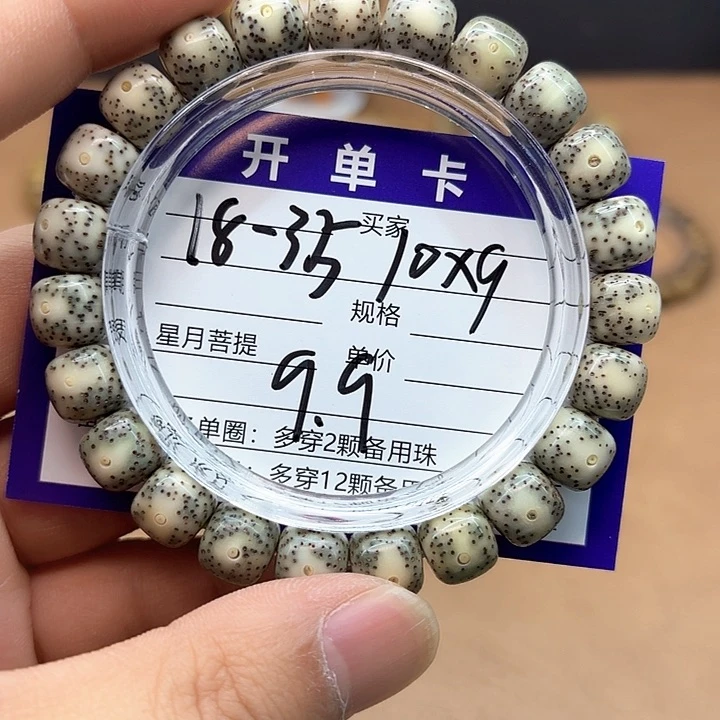 开单卡
买家
18-35 10x9
规格
星月菩提 单价
9.9
单圈：多穿2颗备用珠
：多穿12颗备用